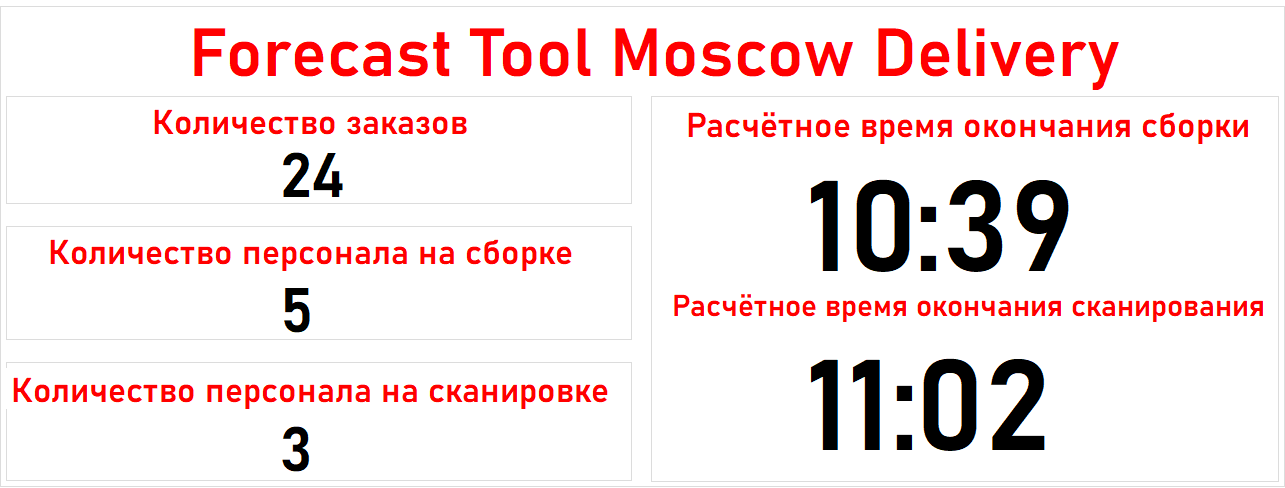 Forecast Tool Moscow Delivery
Количество заказов
24
Количество персонала на сборке
5
Количество персонала на сканировке
3
Расчётное время окончания сборки
10:39
Расчётное время окончания сканирования
11:02